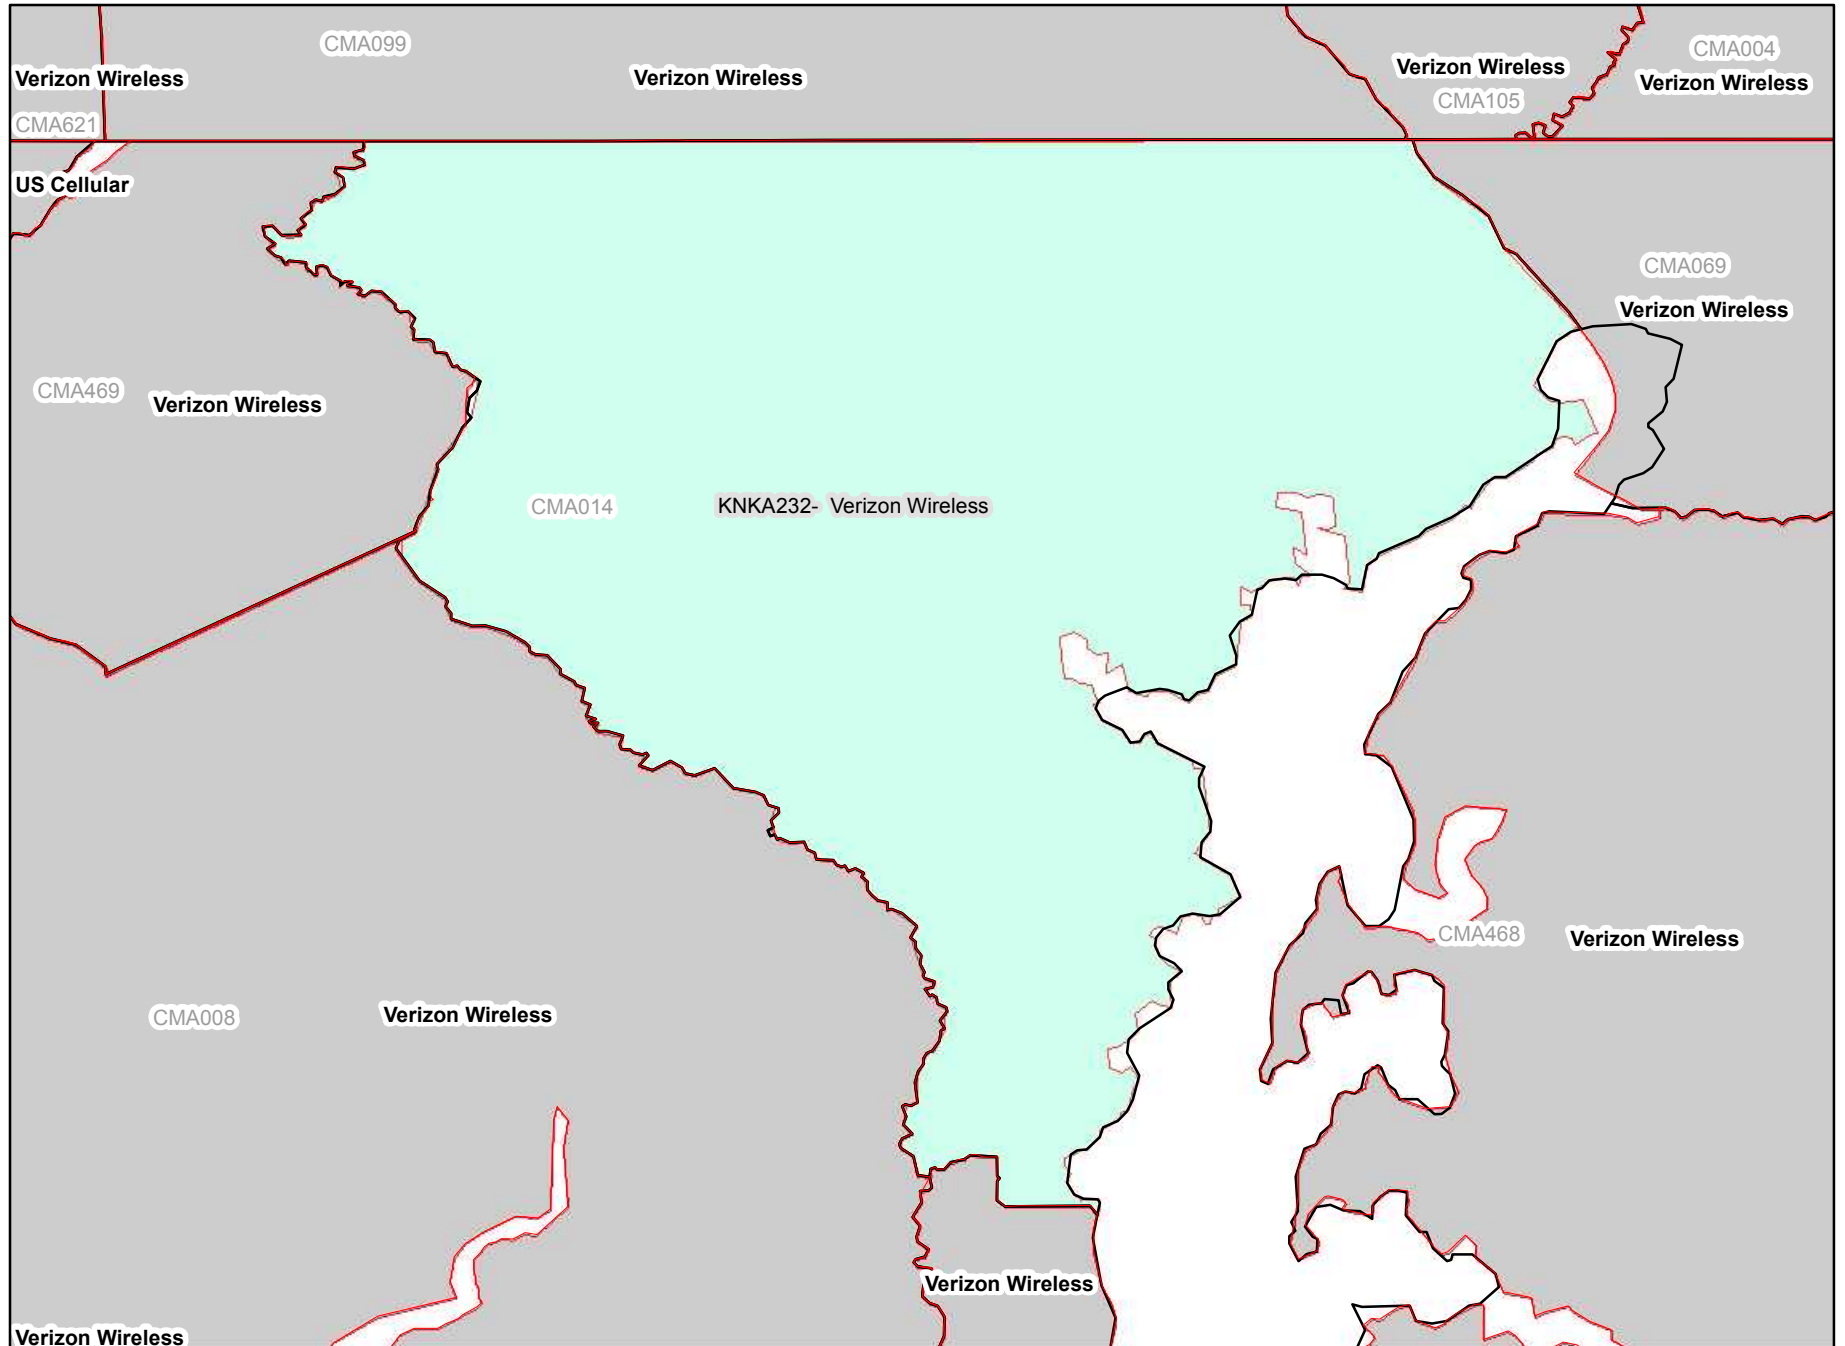 CMA099
CMA004
Verizon Wireless
Verizon Wireless
Verizon Wireless
Verizon Wireless
CMA105
CMA621
US Cellular
CMA069
Verizon Wireless
CMA469
Verizon Wireless
CMA014
KNKA232- Verizon Wireless
CMA468
Verizon Wireless
CMA008
Verizon Wireless
Verizon Wireless
Verizon Wireless